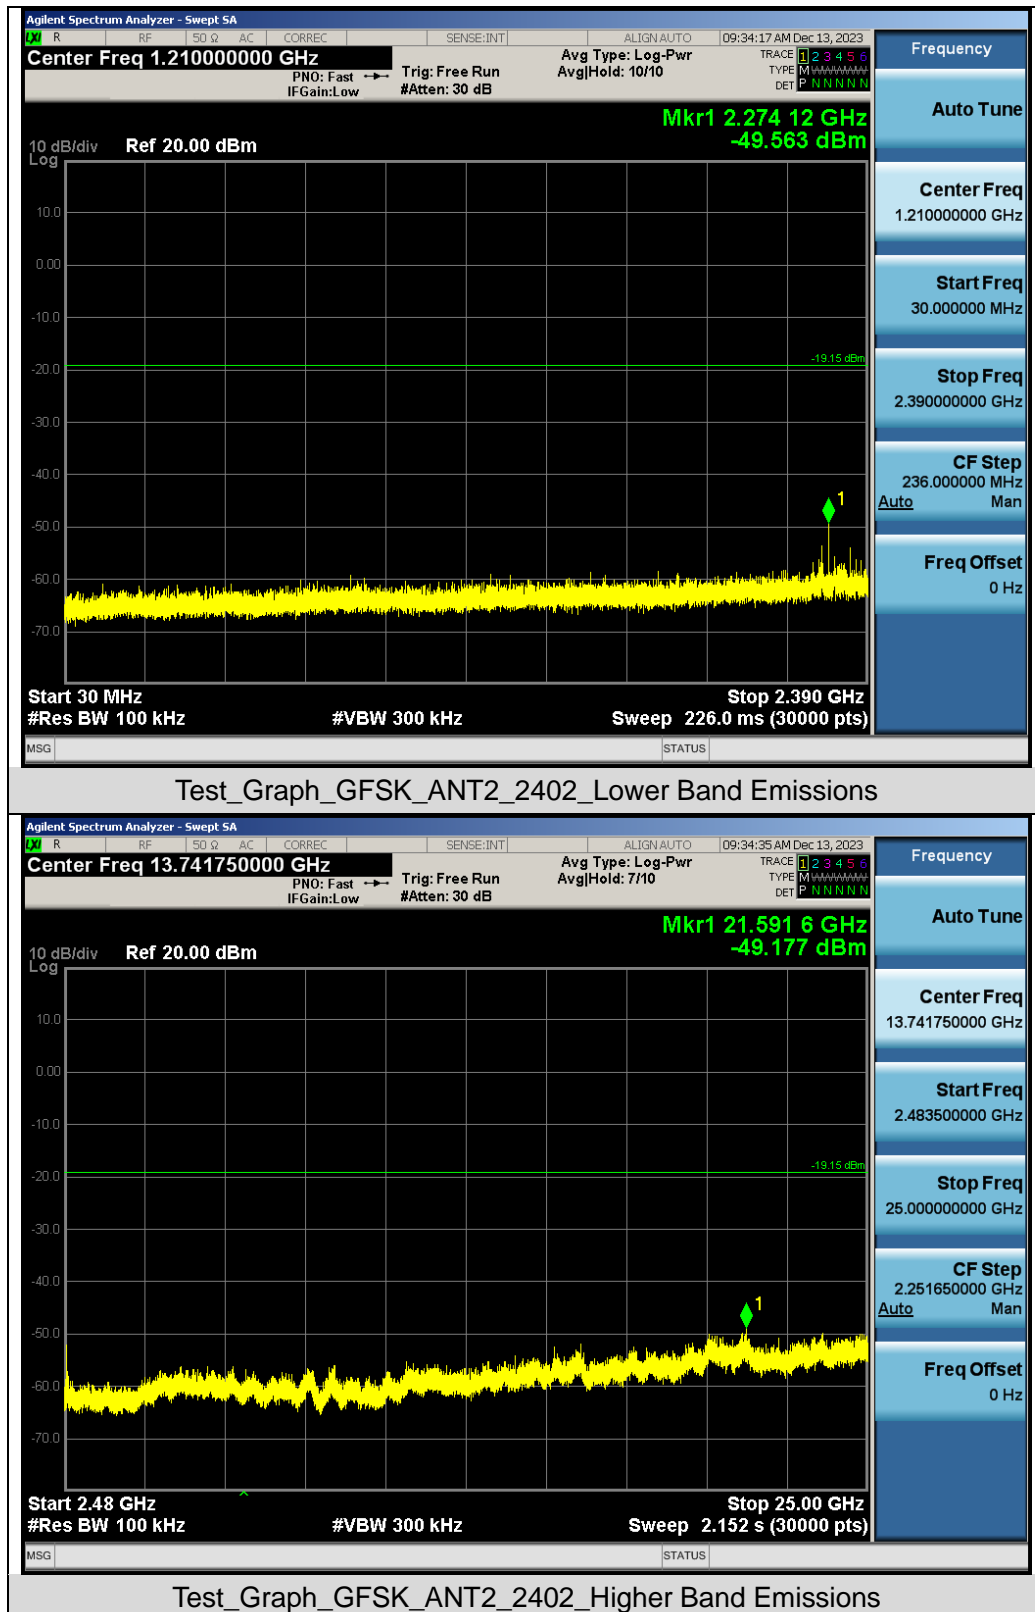 Agilent Spectrum Analyzer - Swept SA
LXI R RF 50 Ω AC CORREC SENSE:INT ALIGN AUTO 09:34:17 AM Dec 13, 2023
Center Freq 1.210000000 GHz
Avg Type: Log-Pwr
TRACE 1 2 3 4 5 6
PNO: Fast Trig: Free Run Avg|Hold: 10/10 TYPE M
IFGain:Low #Atten: 30 dB DET P N N N N N
Mkr1 2.274 12 GHz
-49.563 dBm
10 dB/div Ref 20.00 dBm
Log
10.0
0.00
-10.0
-19.15 dBm
-20.0
-30.0
-40.0
1
-50.0
-60.0
-70.0
Start 30 MHz Stop 2.390 GHz
#Res BW 100 kHz #VBW 300 kHz Sweep 226.0 ms (30000 pts)
MSG STATUS
Frequency
Auto Tune
Center Freq
1.210000000 GHz
Start Freq
30.000000 MHz
Stop Freq
2.390000000 GHz
CF Step
236.000000 MHz
Auto Man
Freq Offset
0 Hz
Test_Graph_GFSK_ANT2_2402_Lower Band Emissions
Agilent Spectrum Analyzer - Swept SA
LXI R RF 50 Ω AC CORREC SENSE:INT ALIGN AUTO 09:34:35 AM Dec 13, 2023
Center Freq 13.741750000 GHz
Avg Type: Log-Pwr
TRACE 1 2 3 4 5 6
PNO: Fast Trig: Free Run Avg|Hold: 7/10 TYPE M
IFGain:Low #Atten: 30 dB DET P N N N N N
Mkr1 21.591 6 GHz
-49.177 dBm
10 dB/div Ref 20.00 dBm
Log
10.0
0.00
-10.0
-19.15 dBm
-20.0
-30.0
-40.0
1
-50.0
-60.0
-70.0
Start 2.48 GHz Stop 25.00 GHz
#Res BW 100 kHz #VBW 300 kHz Sweep 2.152 s (30000 pts)
MSG STATUS
Frequency
Auto Tune
Center Freq
13.741750000 GHz
Start Freq
2.483500000 GHz
Stop Freq
25.000000000 GHz
CF Step
2.251650000 GHz
Auto Man
Freq Offset
0 Hz
Test_Graph_GFSK_ANT2_2402_Higher Band Emissions